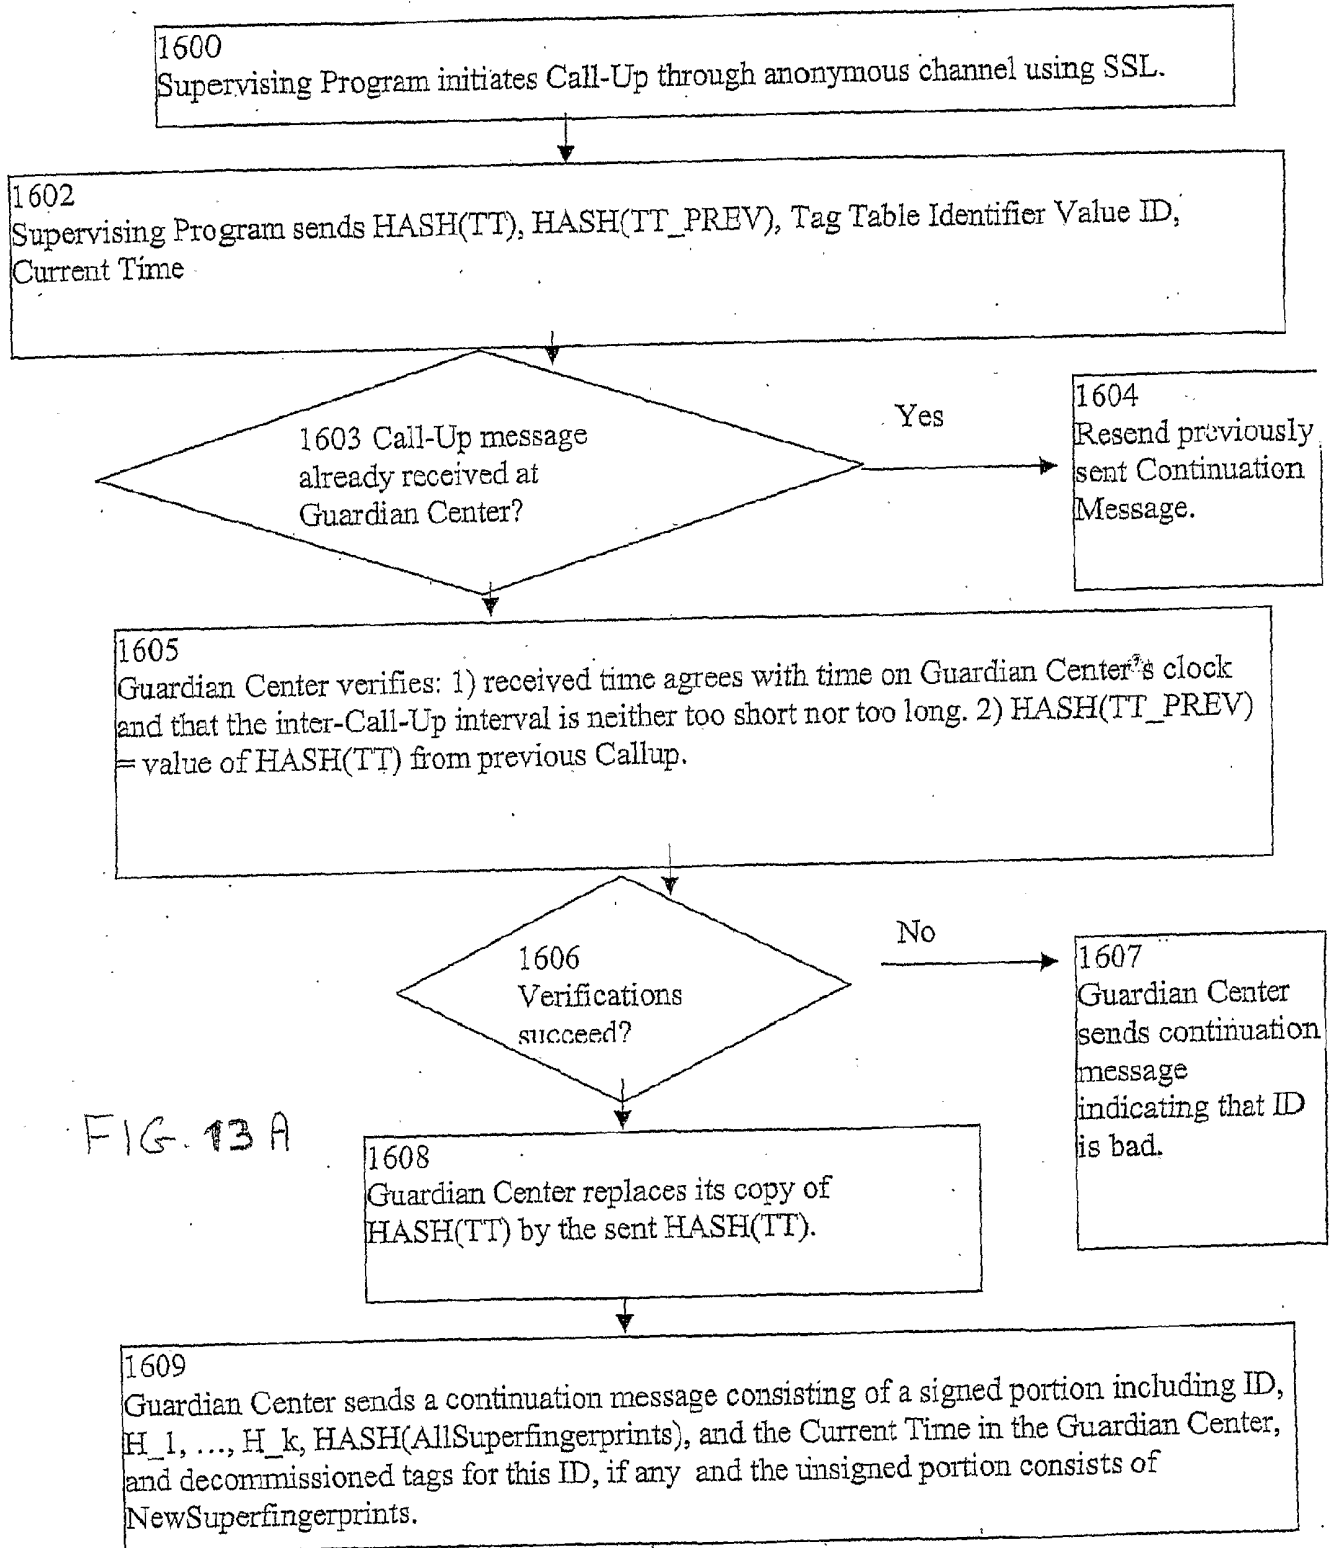 1600
Supervising Program initiates Call-Up through anonymous channel using SSL.
1602
Supervising Program sends HASH(TT), HASH(TT_PREV), Tag Table Identifier Value ID,
Current Time
1603 Call-Up message
already received at
Guardian Center?
Yes
1604
Resend previously
sent Continuation
Message.
1605
Guardian Center verifies: 1) received time agrees with time on Guardian Center's clock
and that the inter-Call-Up interval is neither too short nor too long. 2) HASH(TT_PREV)
= value of HASH(TT) from previous Callup.
1606
Verifications
succeed?
No
1607
Guardian Center
sends continuation
message
indicating that ID
is bad.
FIG. 13 A
1608
Guardian Center replaces its copy of
HASH(TT) by the sent HASH(TT).
1609
Guardian Center sends a continuation message consisting of a signed portion including ID,
H_1, ..., H_k, HASH(AllSuperfingerprints), and the Current Time in the Guardian Center,
and decommissioned tags for this ID, if any and the unsigned portion consists of
NewSuperfingerprints.